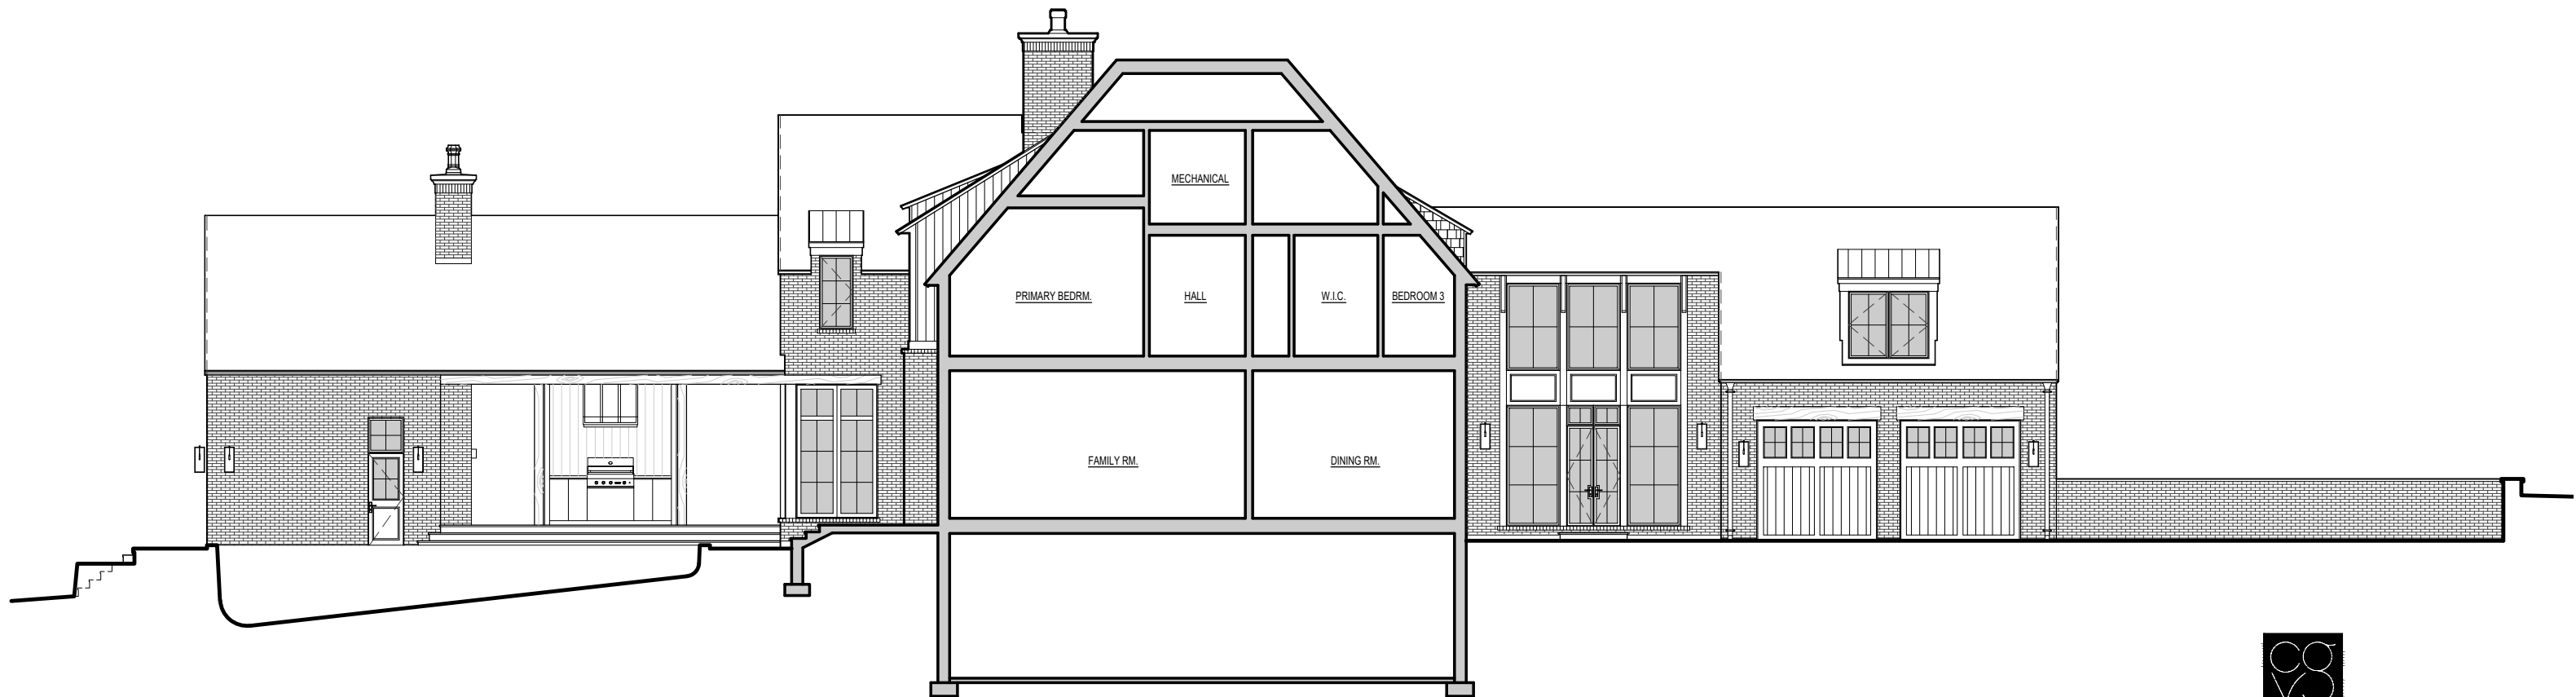 MECHANICAL
PRIMARY BEDRM.
HALL
W.I.C.
BEDROOM 3
FAMILY RM.
DINING RM.